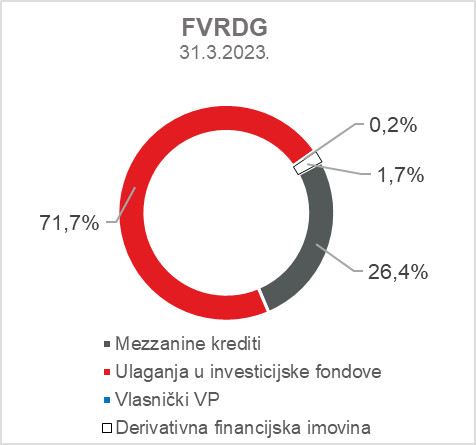 FVRDG
31.3.2023.
0,2%
1,7%
71,7%
26,4%
Mezzanine krediti
Ulaganja u investicijske fondove
Vlasnički VP
Derivativna financijska imovina